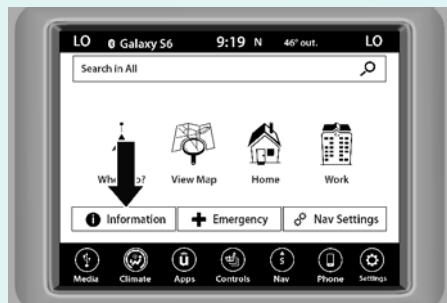 LO Galaxy S6 9:19 N 46° out. LO
Search in All
View Map Home Work
Information Emergency Nav Settings
Media Climate Apps Controls Nav Phone Settings